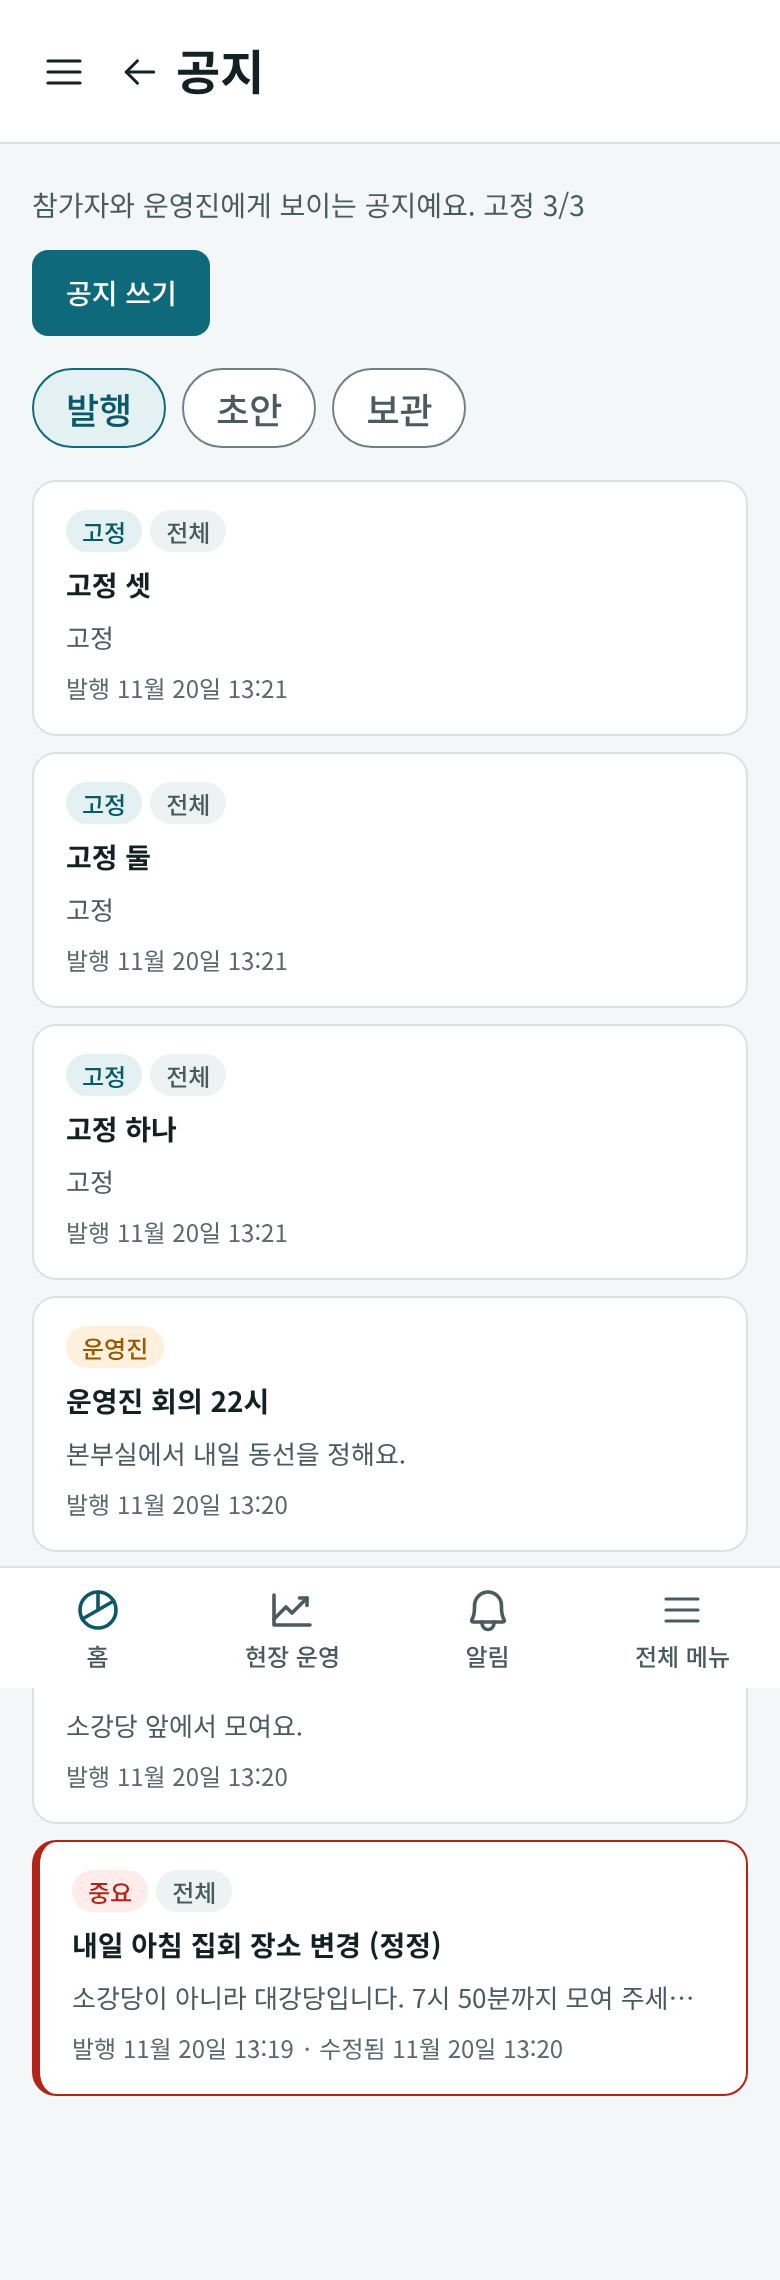 공지
참가자와 운영진에게 보이는 공지예요. 고정 3/3
공지 쓰기
발행
초안
보관
고정 전체
고정 셋
고정
발행 11월 20일 13:21
고정 전체
고정 둘
고정
발행 11월 20일 13:21
고정 전체
고정 하나
고정
발행 11월 20일 13:21
운영진
운영진 회의 22시
본부실에서 내일 동선을 정해요.
발행 11월 20일 13:20
홈
현장 운영
알림
전체 메뉴
소강당 앞에서 모여요.
발행 11월 20일 13:20
중요 전체
내일 아침 집회 장소 변경 (정정)
소강당이 아니라 대강당입니다. 7시 50분까지 모여 주세…
발행 11월 20일 13:19 · 수정됨 11월 20일 13:20